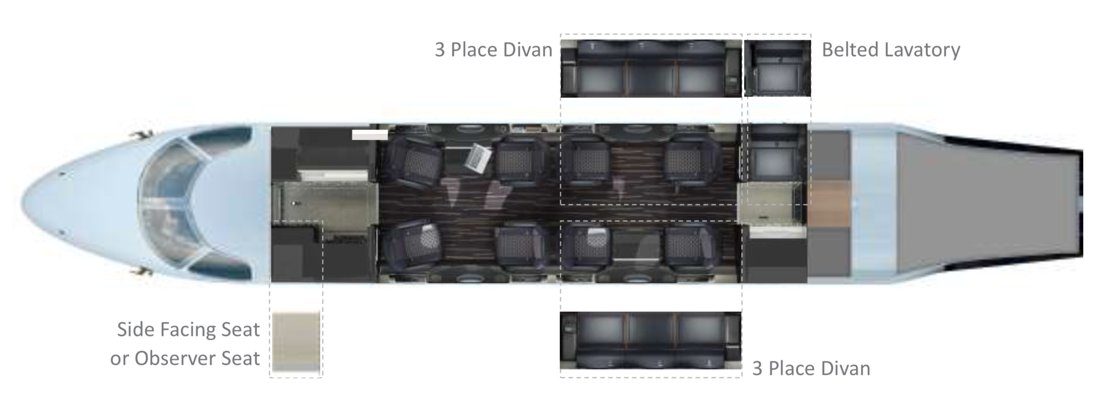 3 Place Divan
Belted Lavatory
Side Facing Seat
or Observer Seat
3 Place Divan